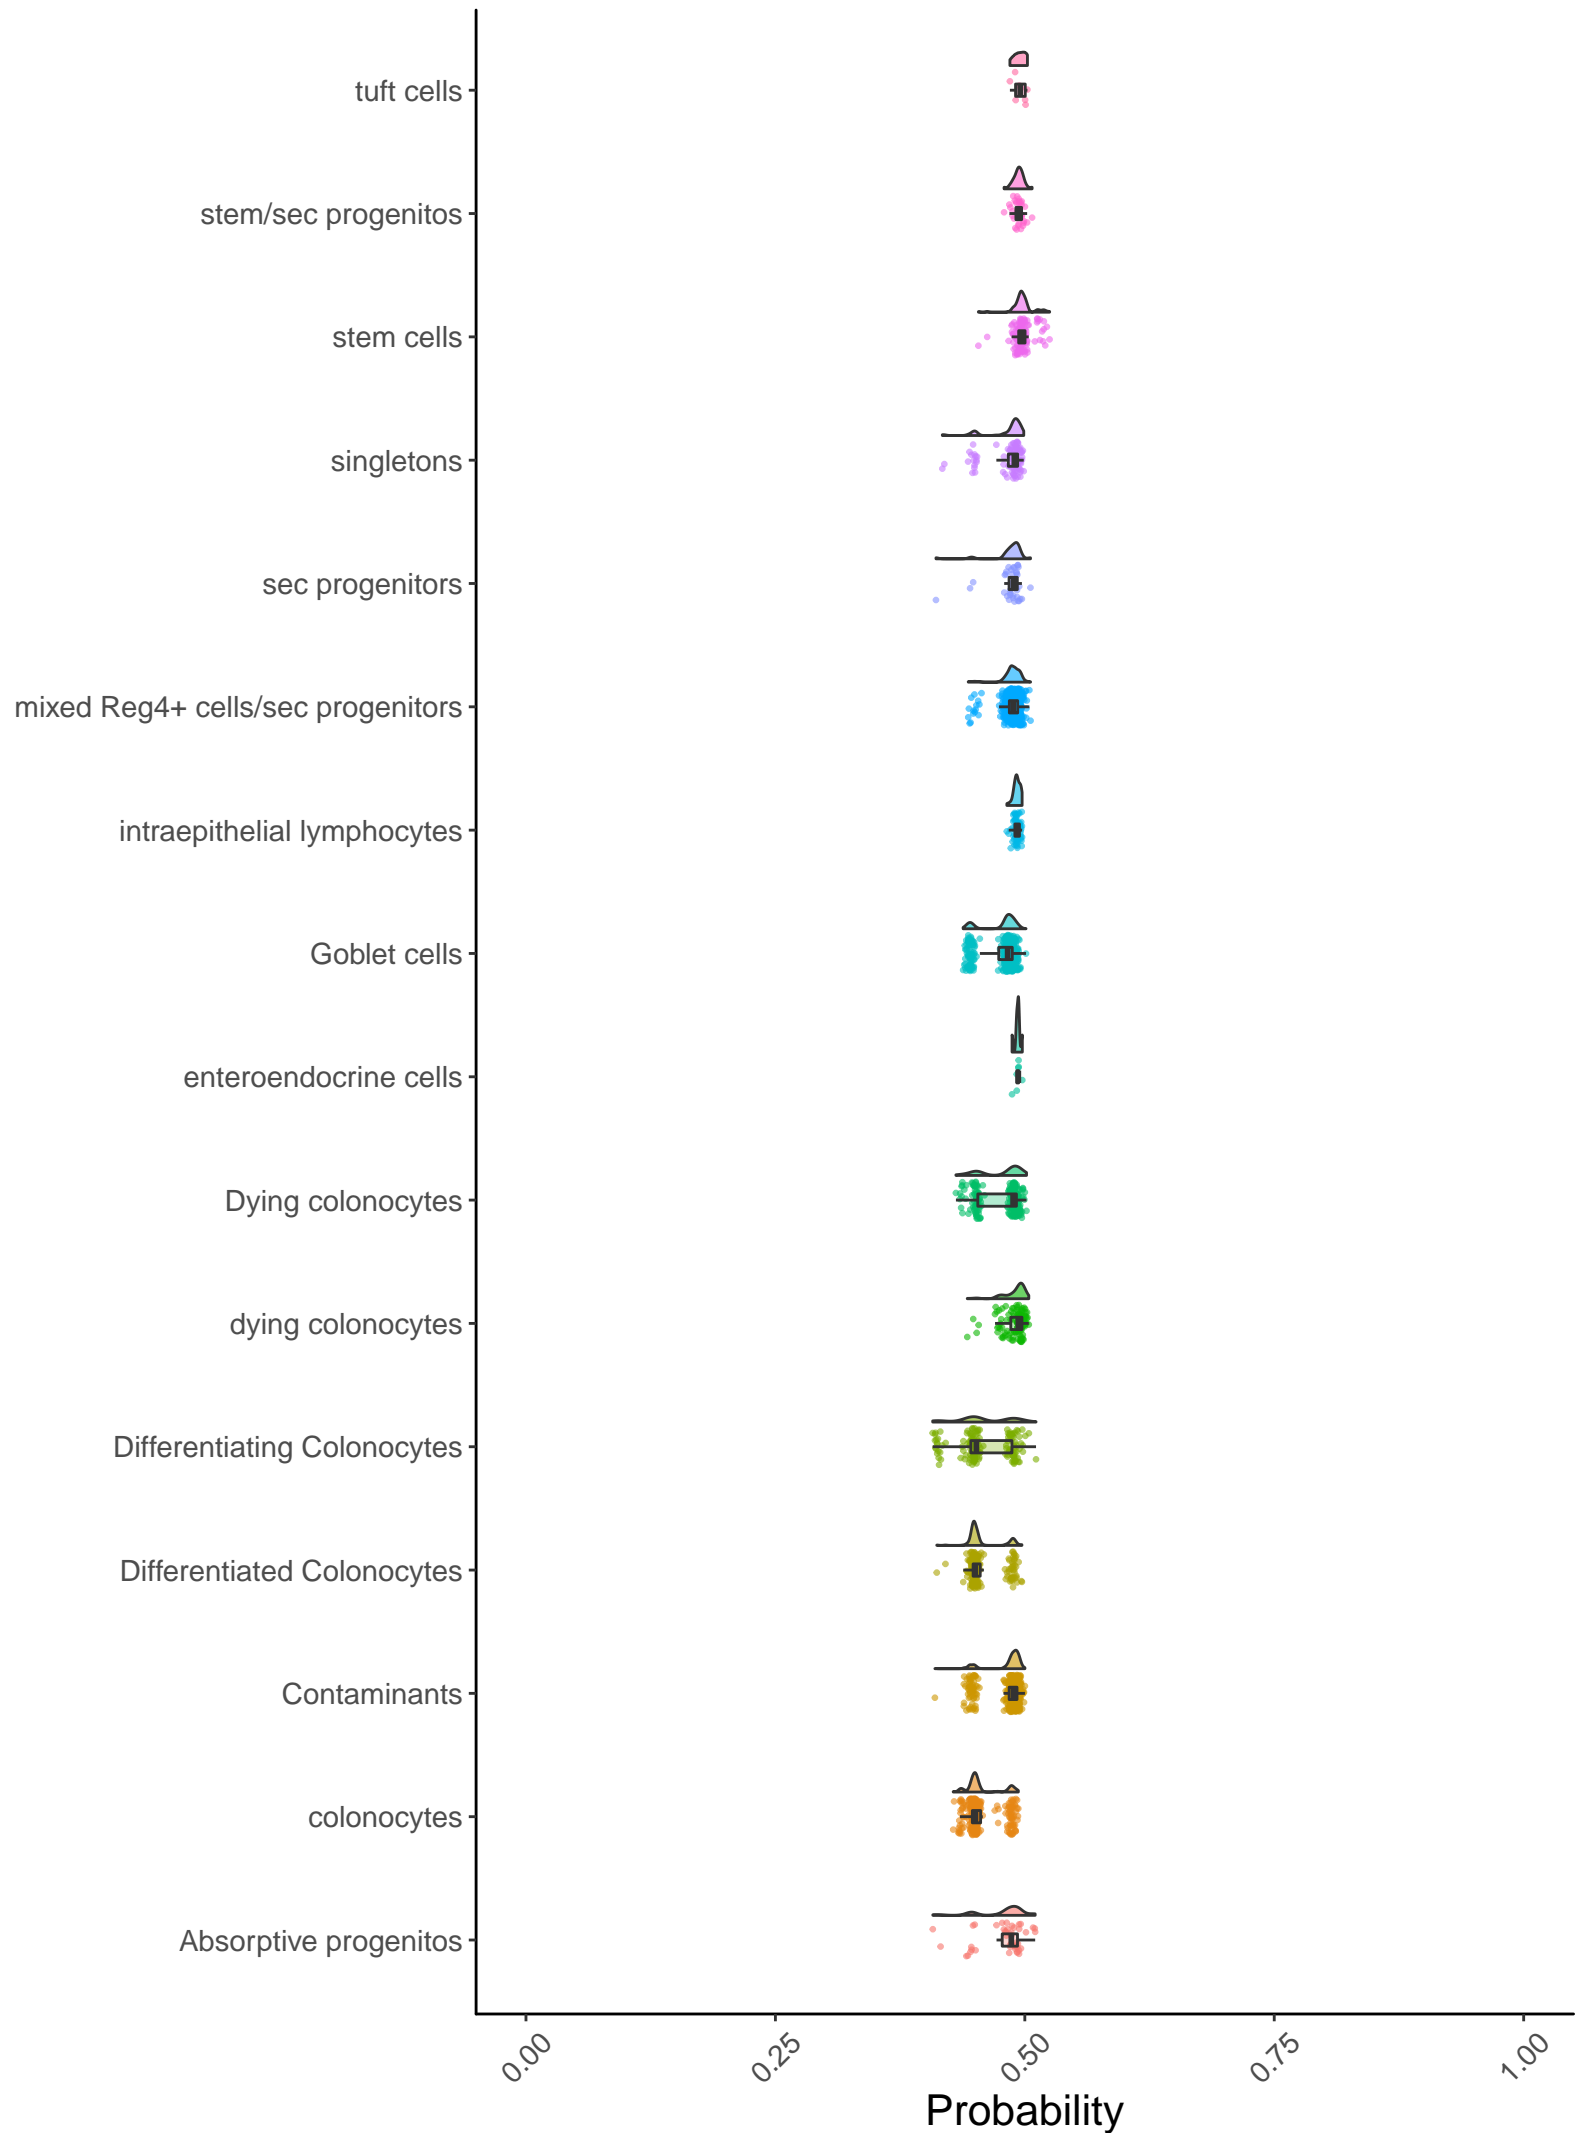 tuft cells
stem/sec progenitos
stem cells
singletons
sec progenitors
mixed Reg4+ cells/sec progenitors
intraepithelial lymphocytes
Goblet cells
enteroendocrine cells
Dying colonocytes
dying colonocytes
Differentiating Colonocytes
Differentiated Colonocytes
Contaminants
colonocytes
Absorptive progenitos
0.00 0.25 0.50 0.75 1.00
Probability